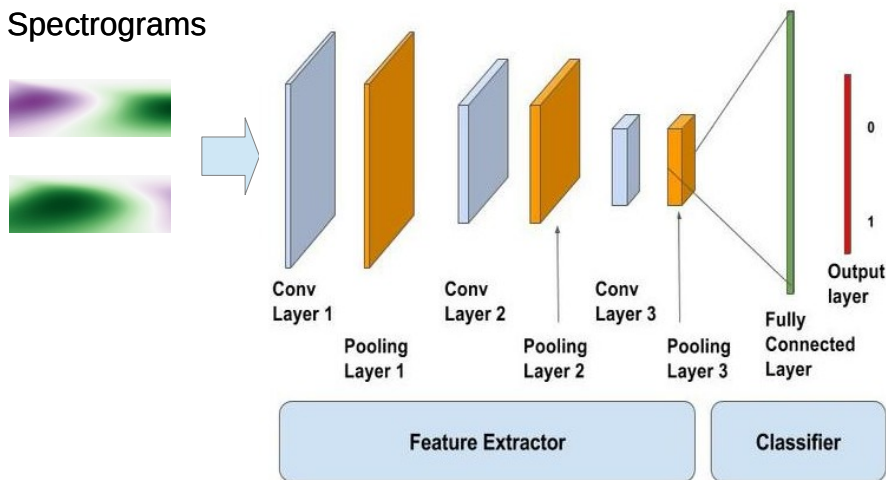 Spectrograms
0
1
Conv
Layer 1
Pooling
Layer 1
Conv
Layer 2
Pooling
Layer 2
Conv
Layer 3
Pooling
Layer 3
Fully
Connected
Layer
Output
layer
Feature Extractor
Classifier